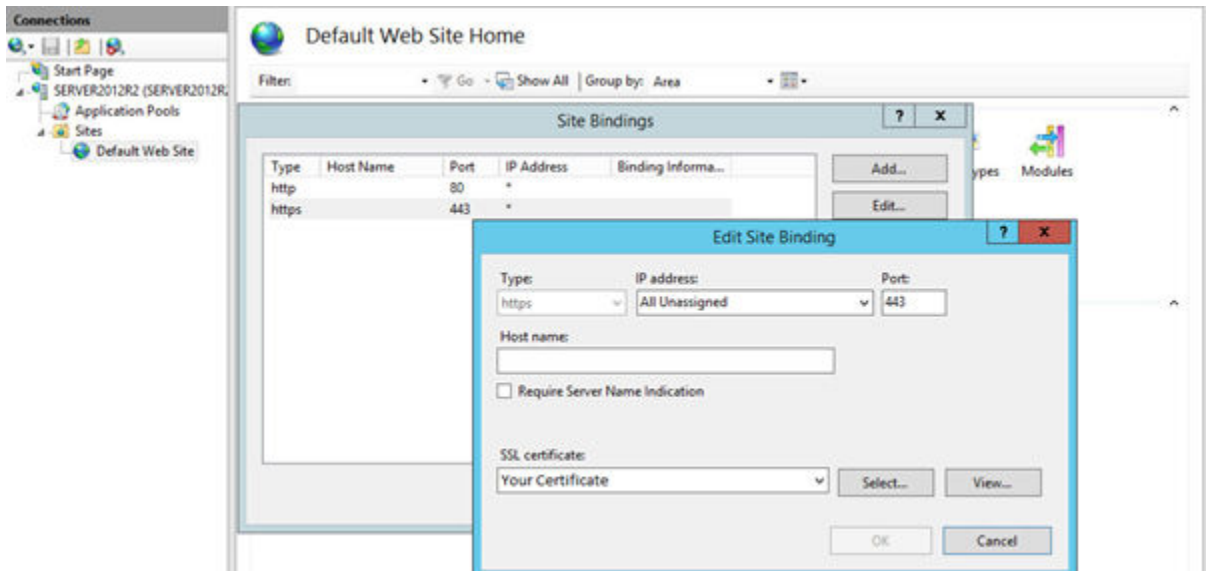 Connections
Start Page
SERVER2012R2 (SERVER2012R
Application Pools
Sites
Default Web Site
Default Web Site Home
Filter: Go Show All Group by: Area
Site Bindings ? x
Type Host Name Port IP Address Binding Informa...
http 80 *
https 443 *
Add...
Edit...
ypes Modules
Edit Site Binding ? x
Type: IP address: Port:
https All Unassigned 443
Host name:
Require Server Name Indication
SSL certificate:
Your Certificate Select... View...
OK Cancel